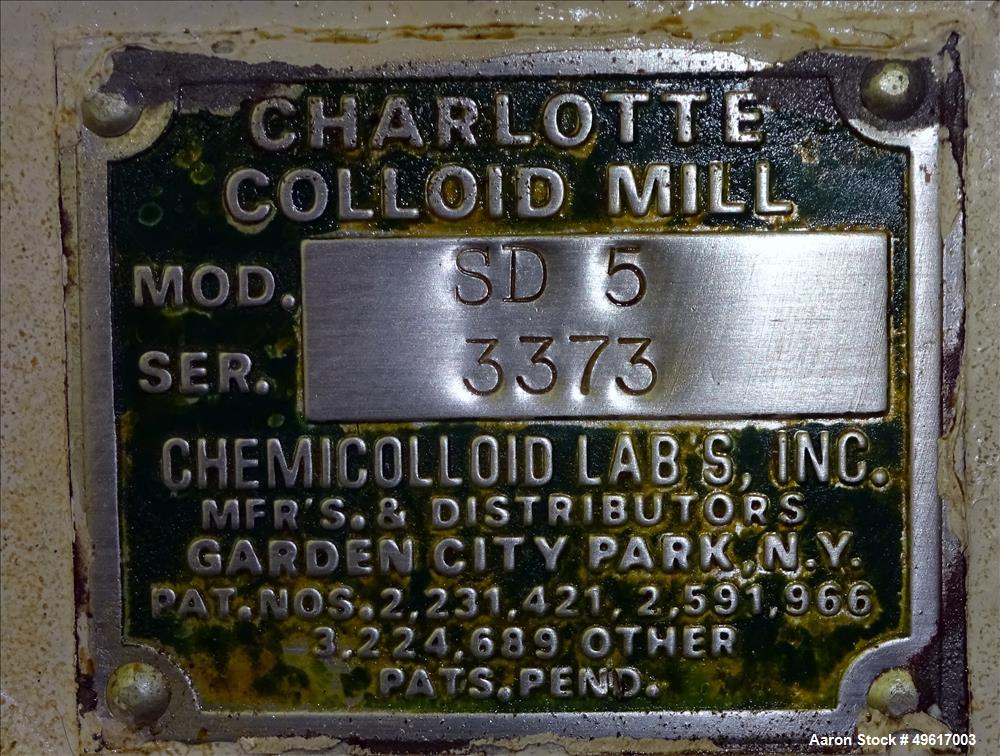 CHARLOTTE
COLLOID MILL
MOD. SD 5
SER. 3373
CHEMICOLLOID LAB'S, INC.
MFR'S. & DISTRIBUTORS
GARDEN CITY PARK, N.Y.
PAT. NOS. 2,231,421, 2,591,966
3,224,689 OTHER
PATS. PEND.
Aaron Stock # 49617003